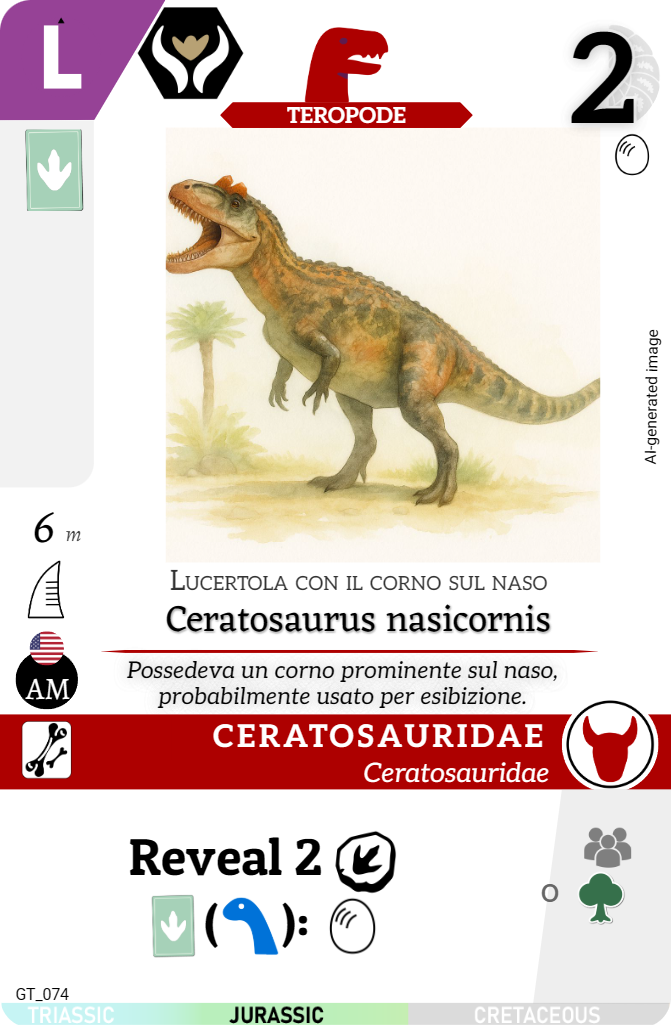 L
2
TEROPODE
AI-generated image
6 m
Lucertola con il corno sul naso
Ceratosaurus nasicornis
AM
Possedeva un corno prominente sul naso,
probabilmente usato per esibizione.
CERATOSAURIDAE
Ceratosauridae
Reveal 2
( ):
O
GT_074
TRIASSIC JURASSIC CRETACEOUS